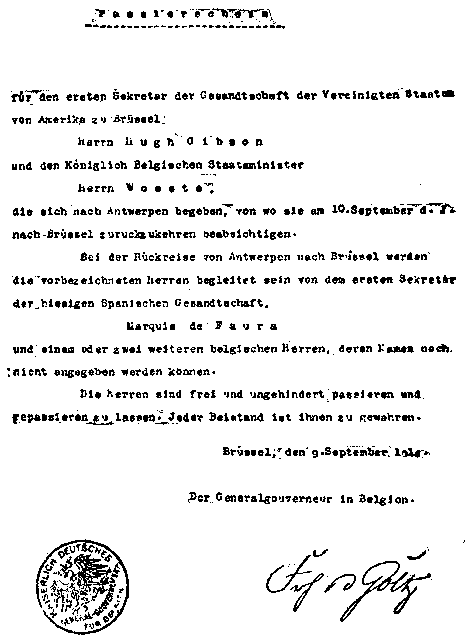 Passierschein
für den ersten Sekretar der Gesandtschaft der Vereinigten Staaten
von Amerika zu Brüssel,
Herrn Hugh Gibson
und den Königlich Belgischen Staatsminister
Herrn Woeste,
die sich nach Antwerpen begeben, von wo sie am 10.September d. J.
nach Brüssel zurückzukehren beabsichtigen.
Bei der Rückreise von Antwerpen nach Brüssel werden
die vorbezeichneten Herren begleitet sein von dem ersten Sekretär
der hiesigen Spanischen Gesandtschaft,
Marquis de Faura
und einem oder zwei weiteren belgischen Herren, deren Namen noch
nicht angegeben werden können.
Die Herren sind frei und ungehindert passieren und
repassieren zu lassen. Jeder Beistand ist ihnen zu gewähren.
Brüssel, den 9.September 1914.
Der Generalgouverneur in Belgien.
KAISERLICH DEUTSCHES
GENERAL-GOUVERNEMENT
FÜR BELGIEN
Frh v d Goltz